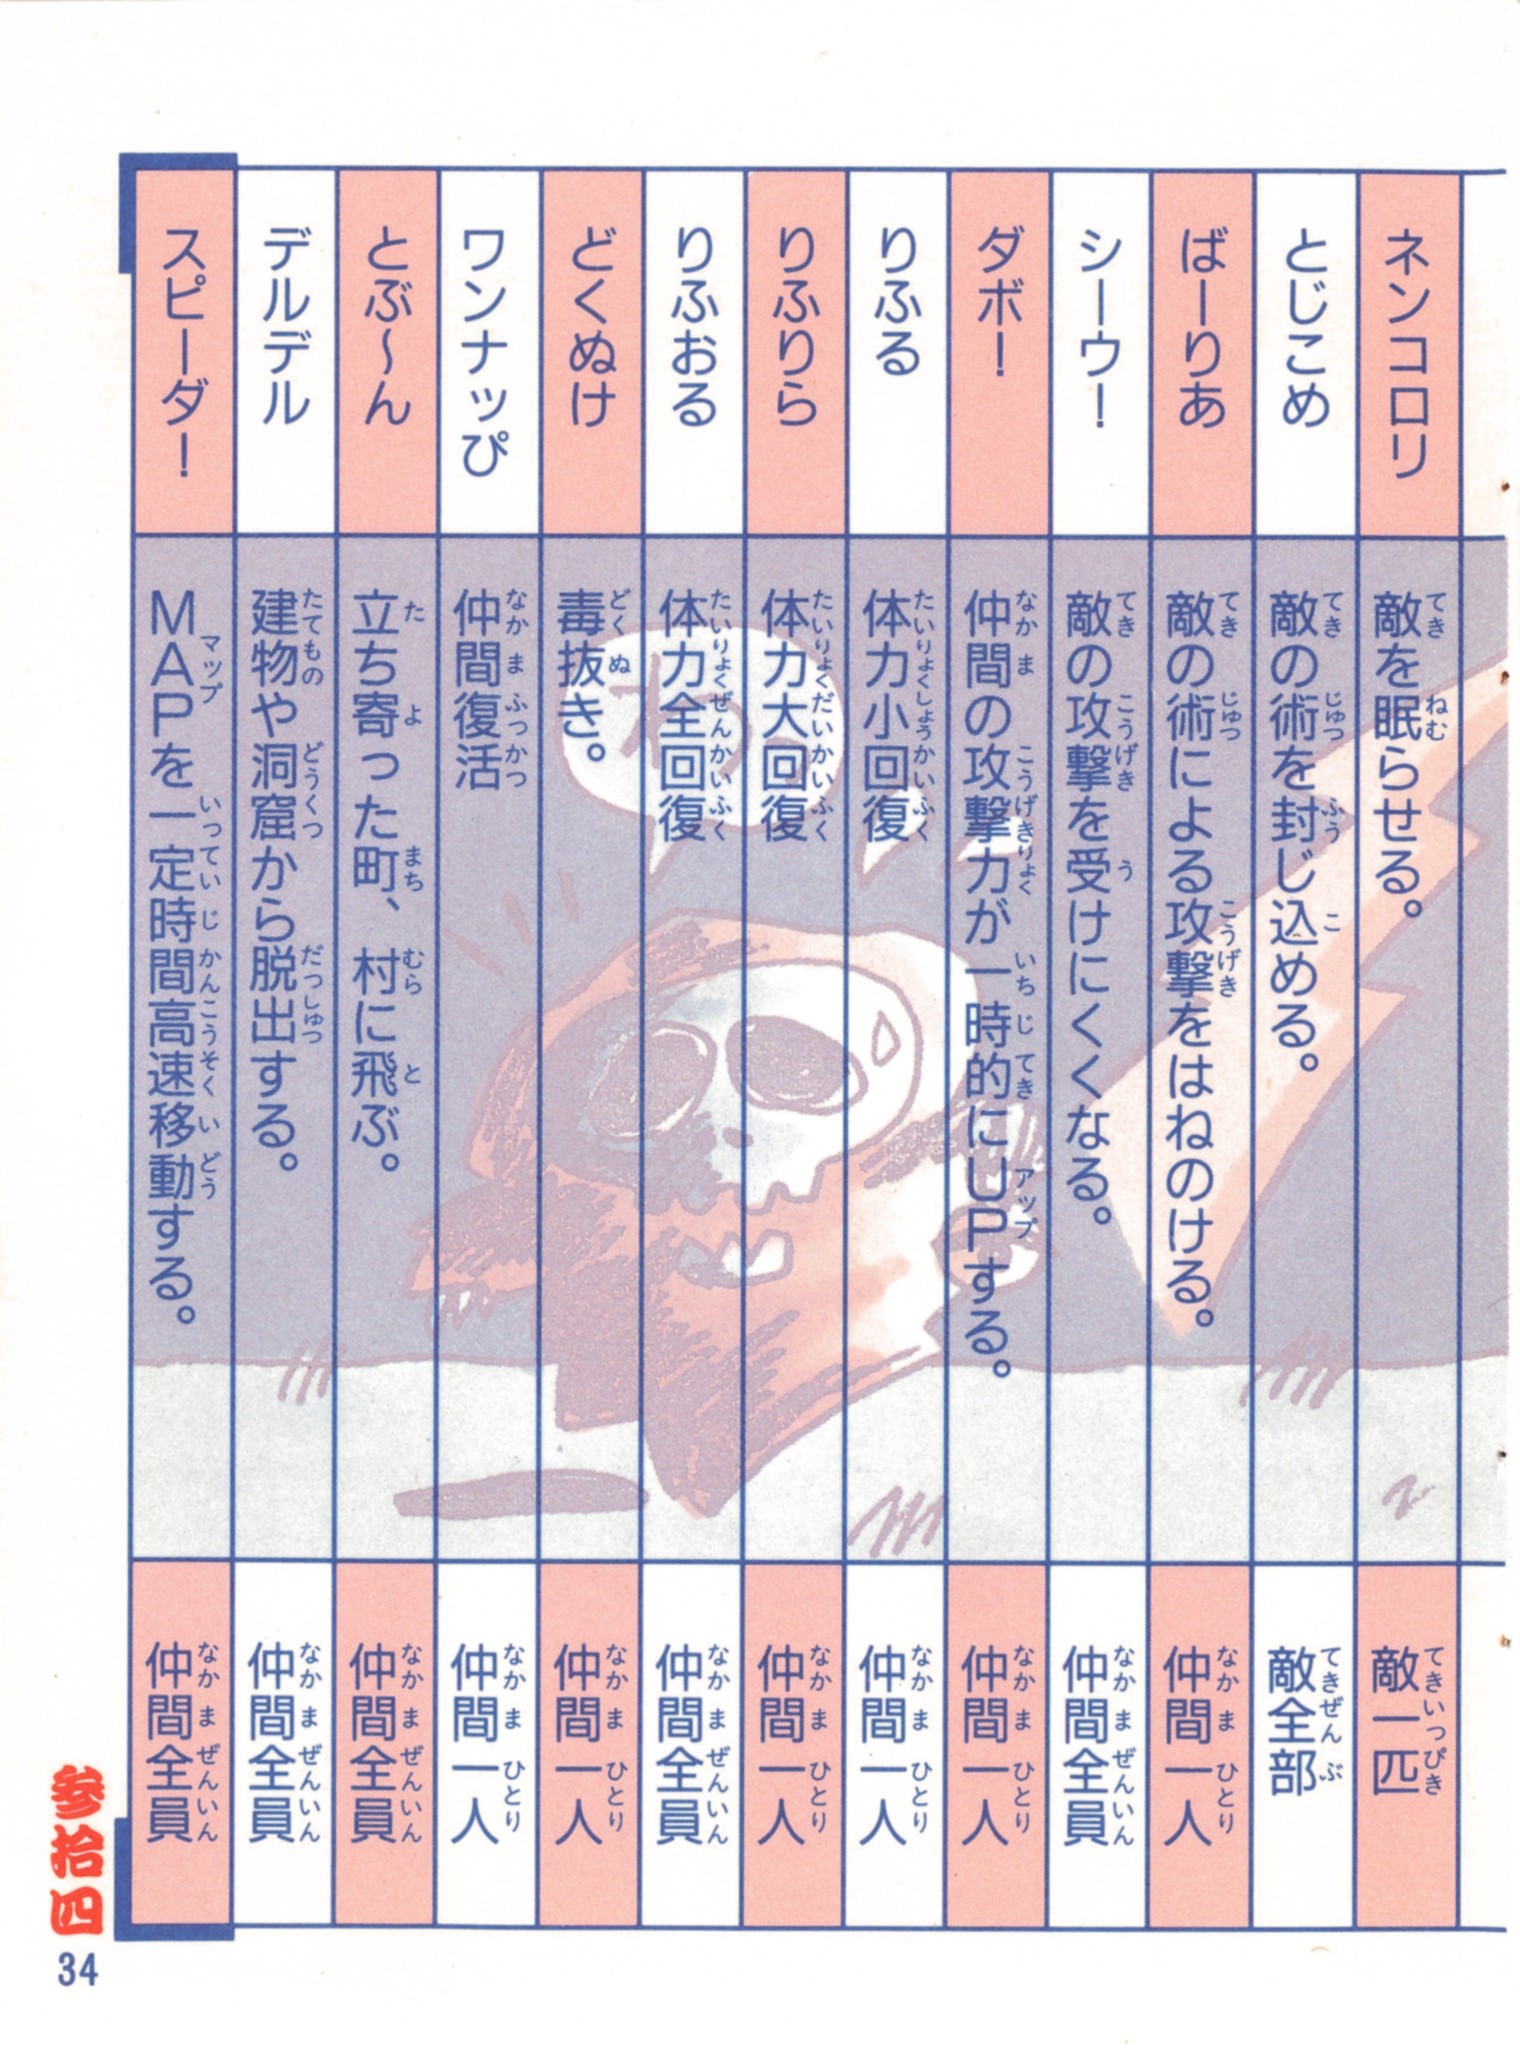 ネンコロリ
敵を眠らせる。
敵一匹
とじこめ
敵の術を封じ込める。
敵全部
ばーりあ
敵の術による攻撃をはねのける。
仲間一人
シーウ！
敵の攻撃を受けにくくなる。
仲間全員
ダボ！
仲間の攻撃力が一時的にUPする。
仲間一人
りふる
体力小回復
仲間一人
りふりら
体力大回復
仲間一人
りふおる
体力全回復
仲間全員
どくぬけ
毒抜き。
仲間一人
ワンナッぴ
仲間復活
仲間一人
とぶ～ん
立ち寄った町、村に飛ぶ。
仲間全員
デルデル
建物や洞窟から脱出する。
仲間全員
スピーダ！
MAPを一定時間高速移動する。
仲間全員
わっ
参拾四
34